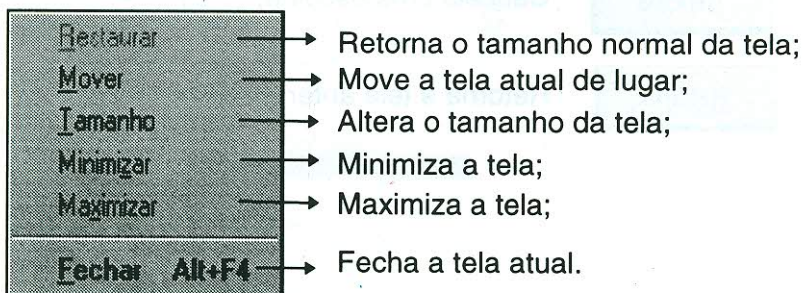 Restaurar Retorna o tamanho normal da tela;
Mover Move a tela atual de lugar;
Tamanho Altera o tamanho da tela;
Minimizar Minimiza a tela;
Maximizar Maximiza a tela;
Fechar Alt+F4 Fecha a tela atual.